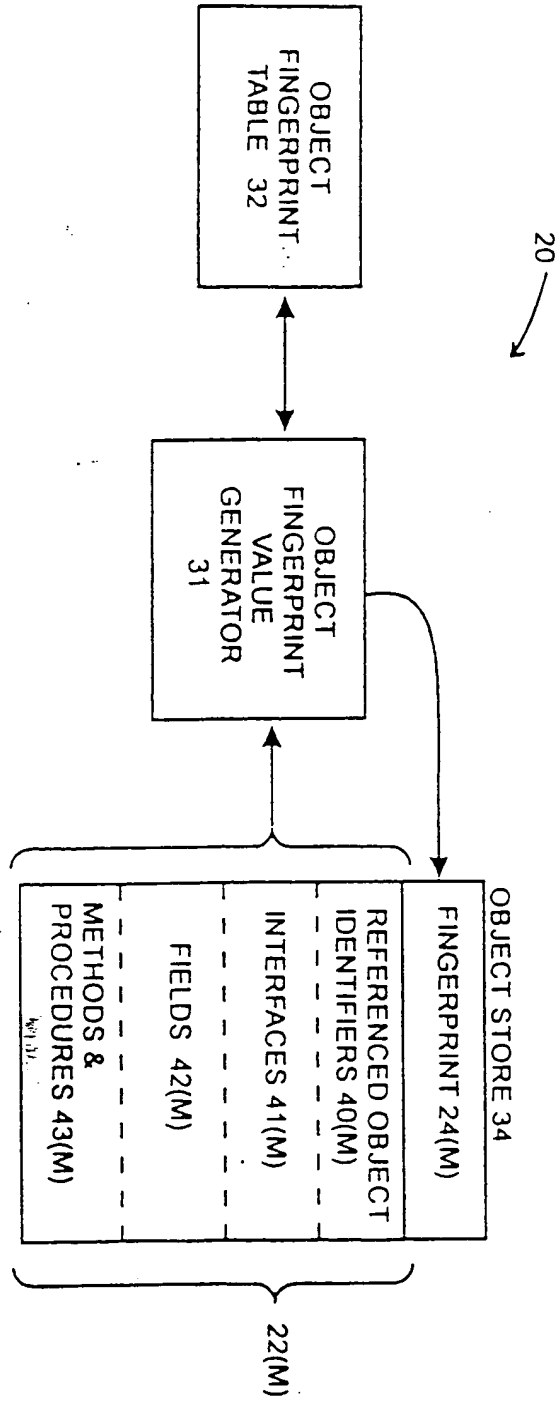 20
OBJECT
FINGERPRINT
TABLE 32
OBJECT
FINGERPRINT
VALUE
GENERATOR
31
OBJECT STORE 34
FINGERPRINT 24(M)
REFERENCED OBJECT
IDENTIFIERS 40(M)
INTERFACES 41(M)
FIELDS 42(M)
METHODS &
PROCEDURES 43(M)
22(M)